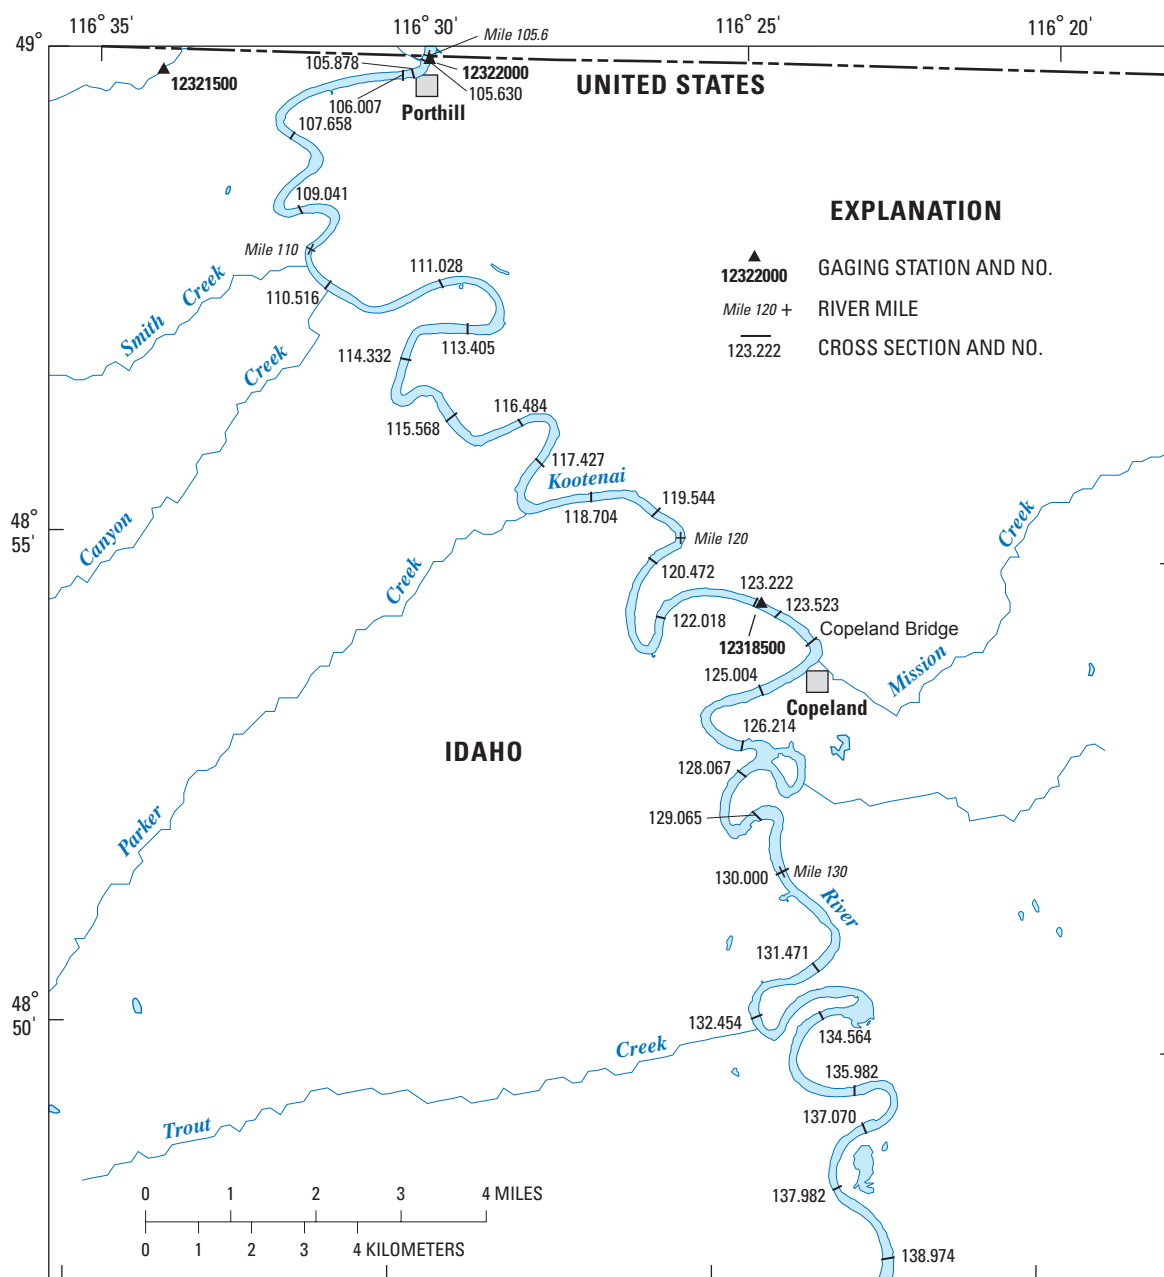 116° 35'
116° 30'
116° 25'
116° 20'
49°
Mile 105.6
105.878
12322000
12321500
105.630
UNITED STATES
106.007
Porthill
107.658
109.041
EXPLANATION
Mile 110
111.028
12322000 GAGING STATION AND NO.
110.516
Mile 120 + RIVER MILE
123.222 CROSS SECTION AND NO.
Smith Creek
113.405
114.332
Canyon Creek
116.484
115.568
117.427
Kootenai
119.544
118.704
48° 55'
Mile 120
Mission Creek
120.472
123.222
123.523
122.018
Copeland Bridge
12318500
125.004
Copeland
126.214
IDAHO
128.067
129.065
Parker Creek
130.000
Mile 130
River
131.471
48° 50'
132.454
134.564
Trout Creek
135.982
137.070
137.982
0 1 2 3 4 MILES
0 1 2 3 4 KILOMETERS
138.974